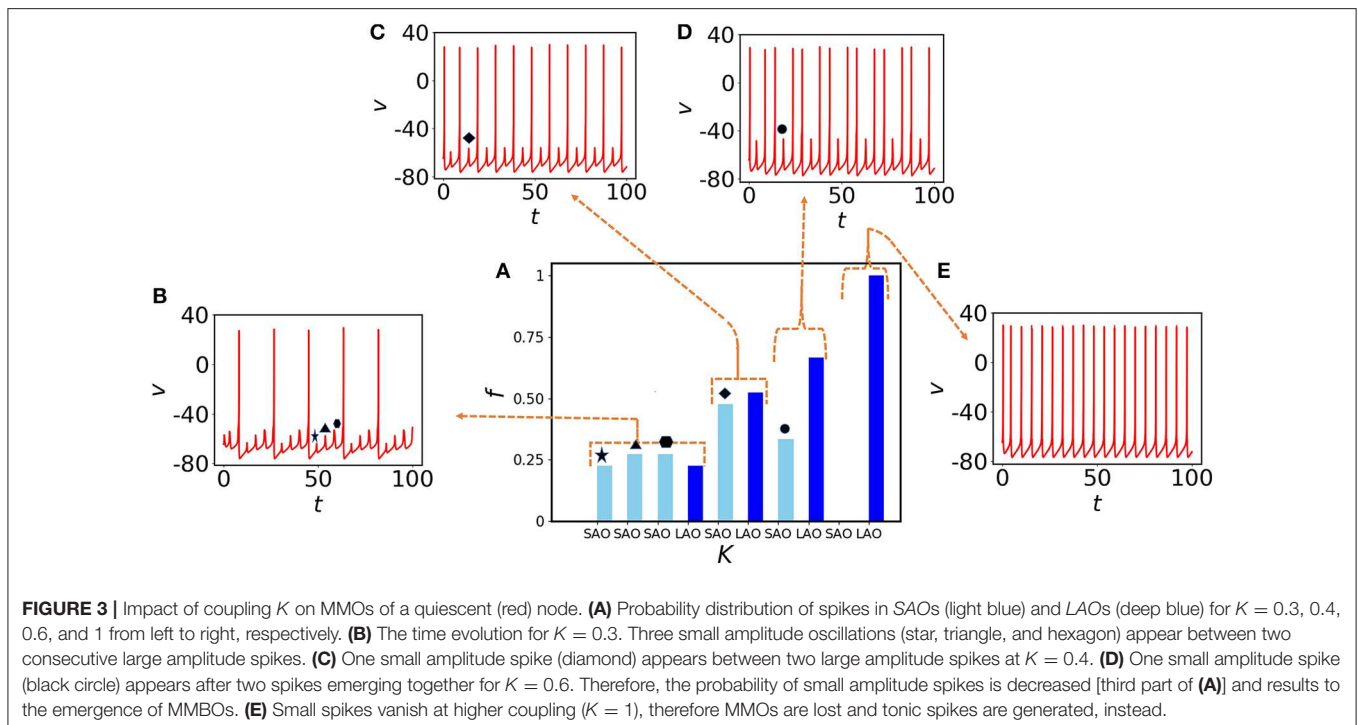 C
40
0
-40
-80
v
0
50
100
t
D
40
0
-40
-80
v
0
50
100
t
B
40
0
-40
-80
v
0
50
100
t
A
1
0.75
0.50
0.25
0
f
SAO SAO SAO LAO SAO LAO SAO LAO SAO LAO
K
E
40
0
-40
-80
v
0
50
100
t
FIGURE 3 | Impact of coupling K on MMOs of a quiescent (red) node. (A) Probability distribution of spikes in SAOs (light blue) and LAOs (deep blue) for K = 0.3, 0.4,
0.6, and 1 from left to right, respectively. (B) The time evolution for K = 0.3. Three small amplitude oscillations (star, triangle, and hexagon) appear between two
consecutive large amplitude spikes. (C) One small amplitude spike (diamond) appears between two large amplitude spikes at K = 0.4. (D) One small amplitude spike
(black circle) appears after two spikes emerging together for K = 0.6. Therefore, the probability of small amplitude spikes is decreased [third part of (A)] and results to
the emergence of MMBOs. (E) Small spikes vanish at higher coupling (K = 1), therefore MMOs are lost and tonic spikes are generated, instead.